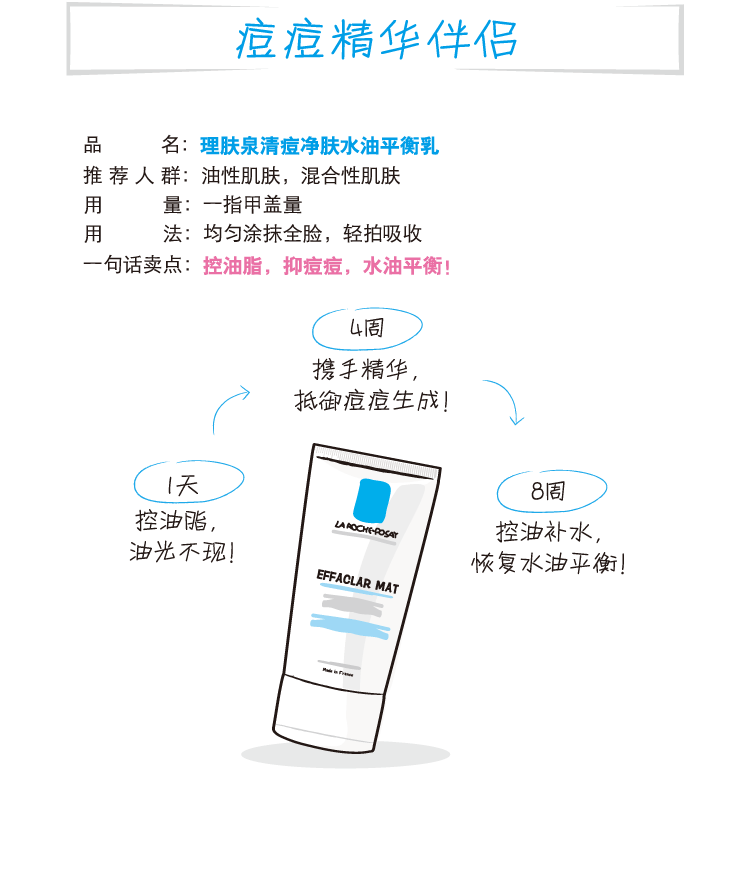 痘痘精华伴侣
品名：理肤泉清痘净肤水油平衡乳
推荐人群：油性肌肤，混合性肌肤
用量：一指甲盖量
用法：均匀涂抹全脸，轻拍吸收
一句话卖点：控油脂，抑痘痘，水油平衡！
4周
携手精华，
抵御痘痘生成！
1天
控油脂，
油光不现！
8周
控油补水，
恢复水油平衡！
LA ROCHE-POSAY
EFFACLAR MAT
Made in France